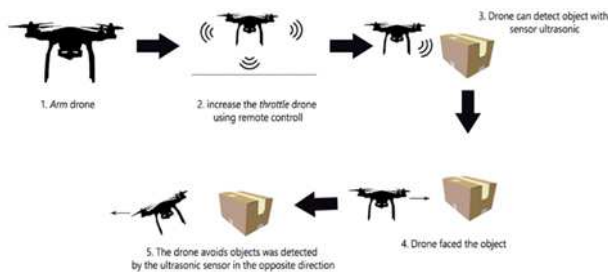 1. Arm drone
2. increase the throttle drone
using remote controll
3. Drone can detect object with
sensor ultrasonic
4. Drone faced the object
5. The drone avoids objects was detected
by the ultrasonic sensor in the opposite direction